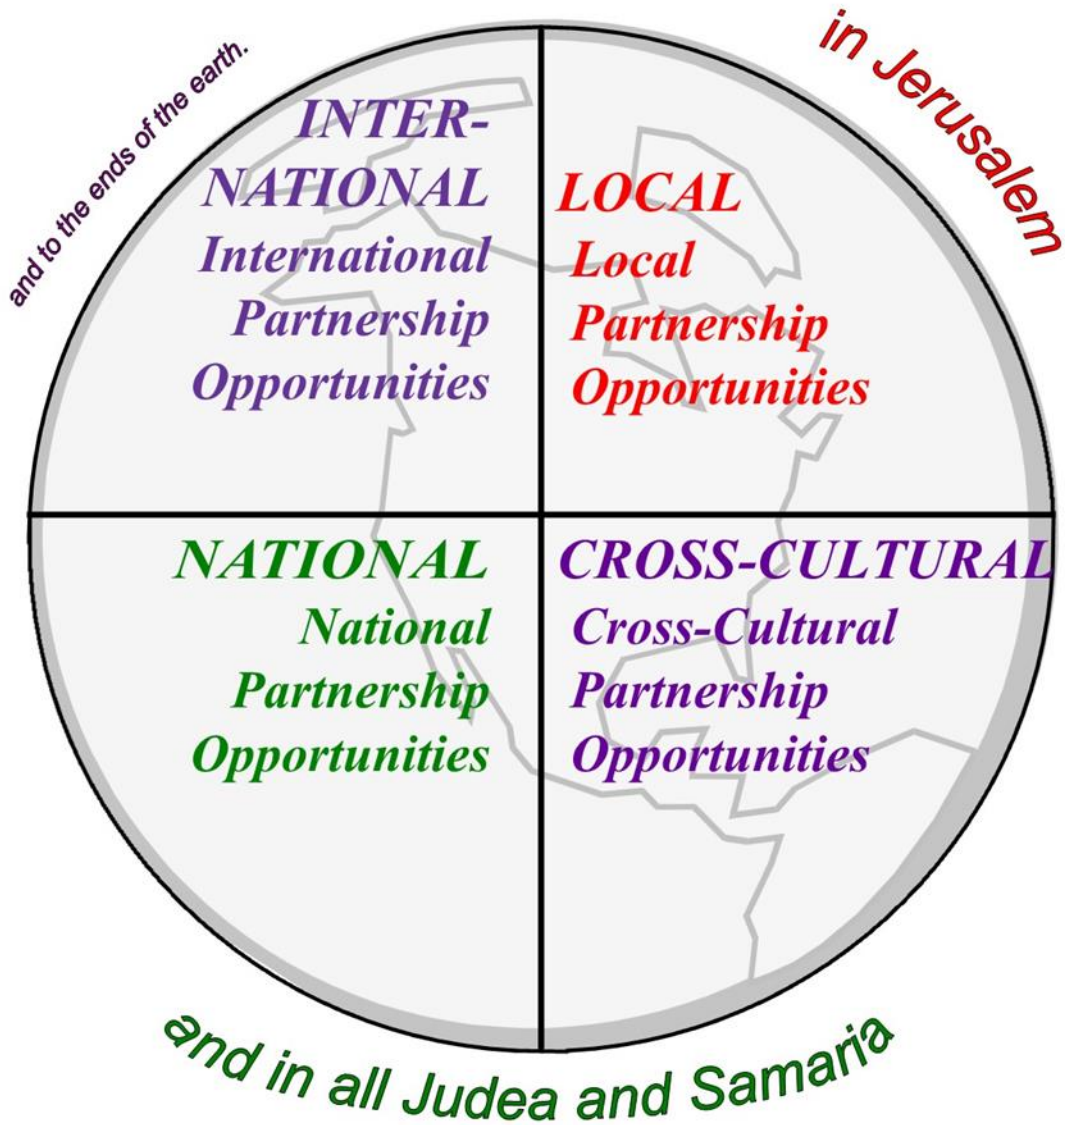 in Jerusalem
and to the ends of the earth.
INTER-
NATIONAL
International
Partnership
Opportunities
LOCAL
Local
Partnership
Opportunities
NATIONAL
National
Partnership
Opportunities
CROSS-CULTURAL
Cross-Cultural
Partnership
Opportunities
and in all Judea and Samaria